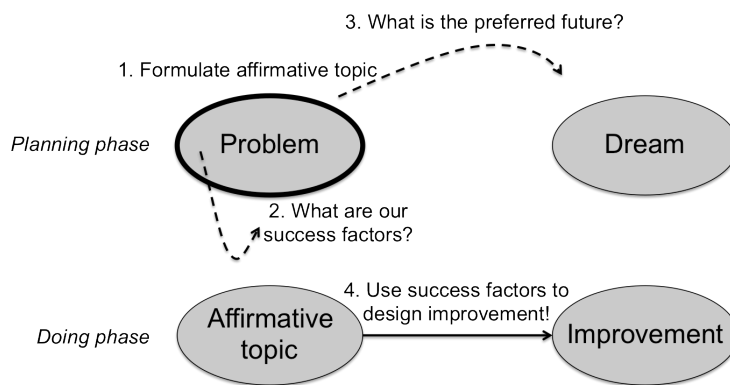 3. What is the preferred future?
1. Formulate affirmative topic
Planning phase
Problem
Dream
2. What are our
success factors?
4. Use success factors to
design improvement!
Doing phase
Affirmative
topic
Improvement